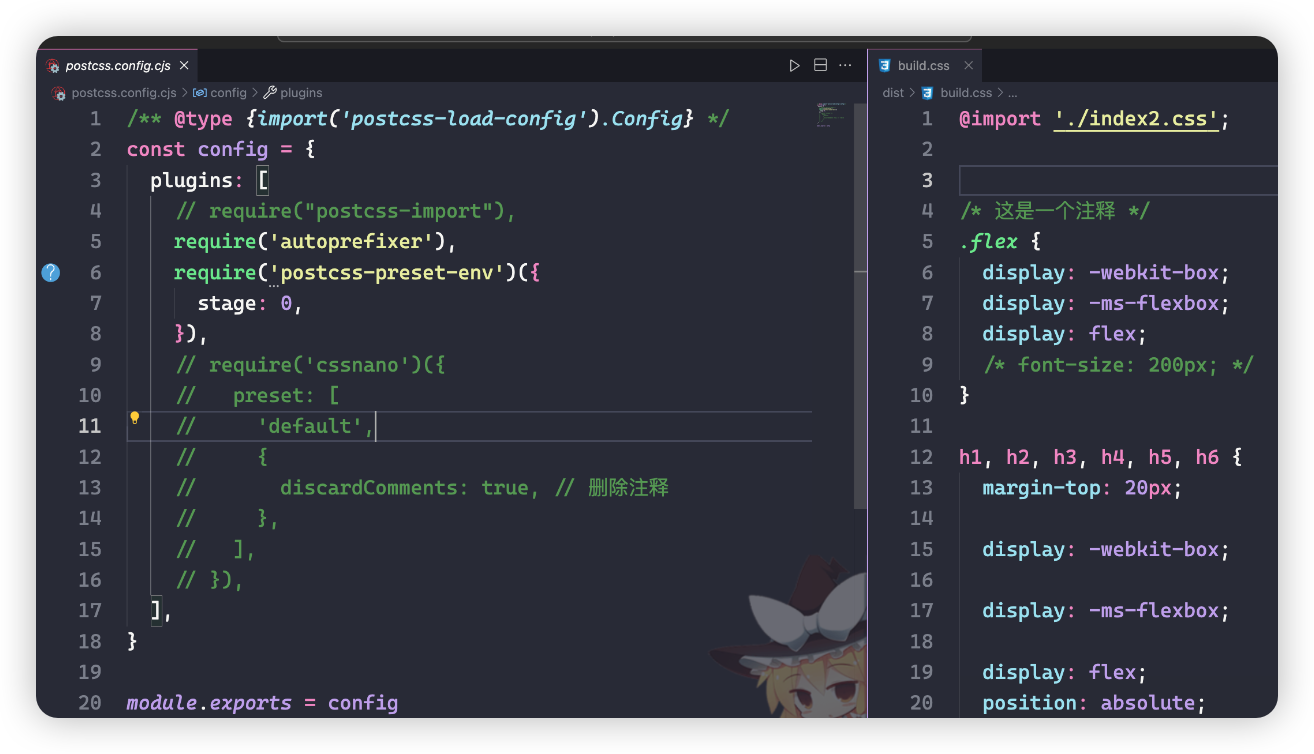 postcss.config.cjs
postcss.config.cjs > config > plugins
1 /** @type {import('postcss-load-config').Config} */
2 const config = {
3 plugins: [
4 // require("postcss-import"),
5 require('autoprefixer'),
6 require('postcss-preset-env')({
7 stage: 0,
8 }),
9 // require('cssnano')({
10 // preset: [
11 // 'default',
12 // {
13 // discardComments: true, // 删除注释
14 // },
15 // ],
16 // }),
17 ],
18 }
19
20 module.exports = config
build.css
dist > build.css > ...
1 @import './index2.css';
2
3
4 /* 这是一个注释 */
5 .flex {
6 display: -webkit-box;
7 display: -ms-flexbox;
8 display: flex;
9 /* font-size: 200px; */
10 }
11
12 h1, h2, h3, h4, h5, h6 {
13 margin-top: 20px;
14
15 display: -webkit-box;
16
17 display: -ms-flexbox;
18
19 display: flex;
20 position: absolute;